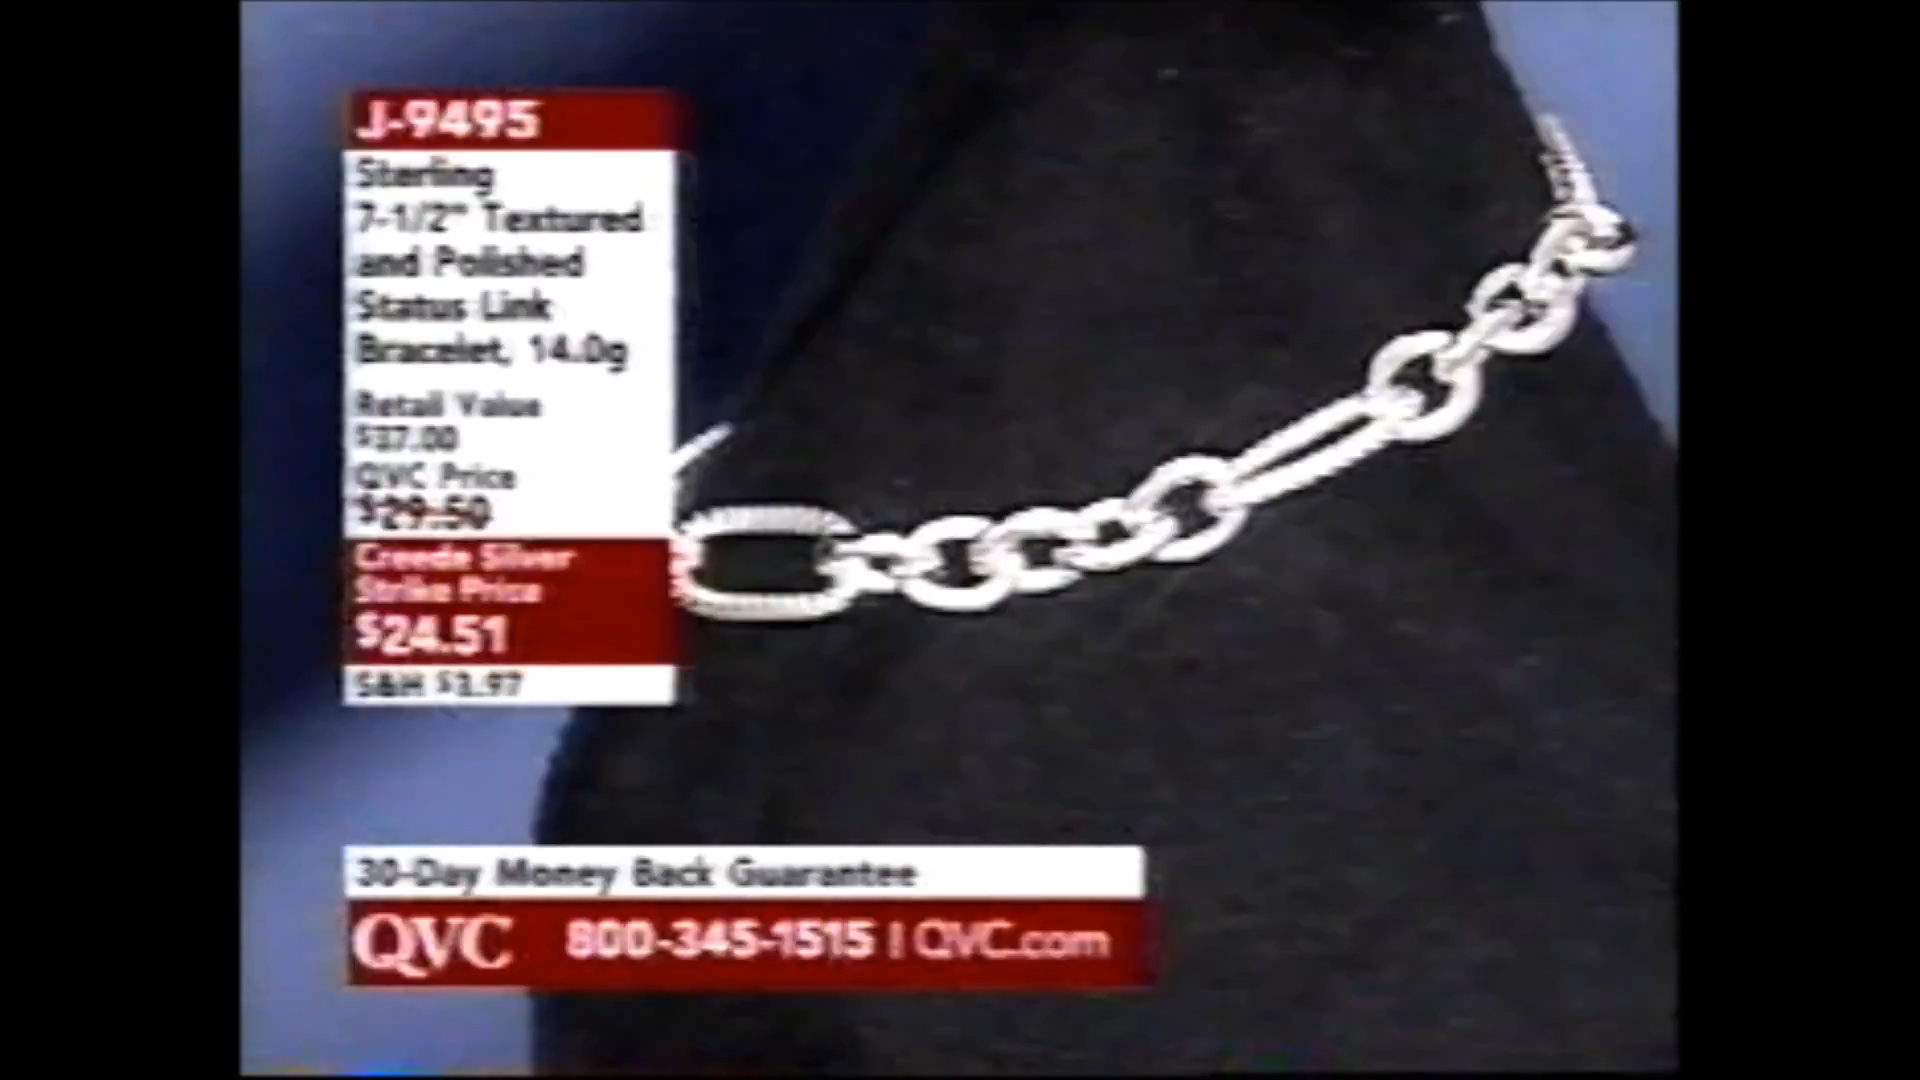 J-9495
Sterling
7-1/2" Textured
and Polished
Status Link
Bracelet, 14.0g
Retail Value
$37.00
QVC Price
$29.50
Creede Silver
Strike Price
$24.51
S&H $3.97
30-Day Money Back Guarantee
QVC 800-345-1515 | QVC.com